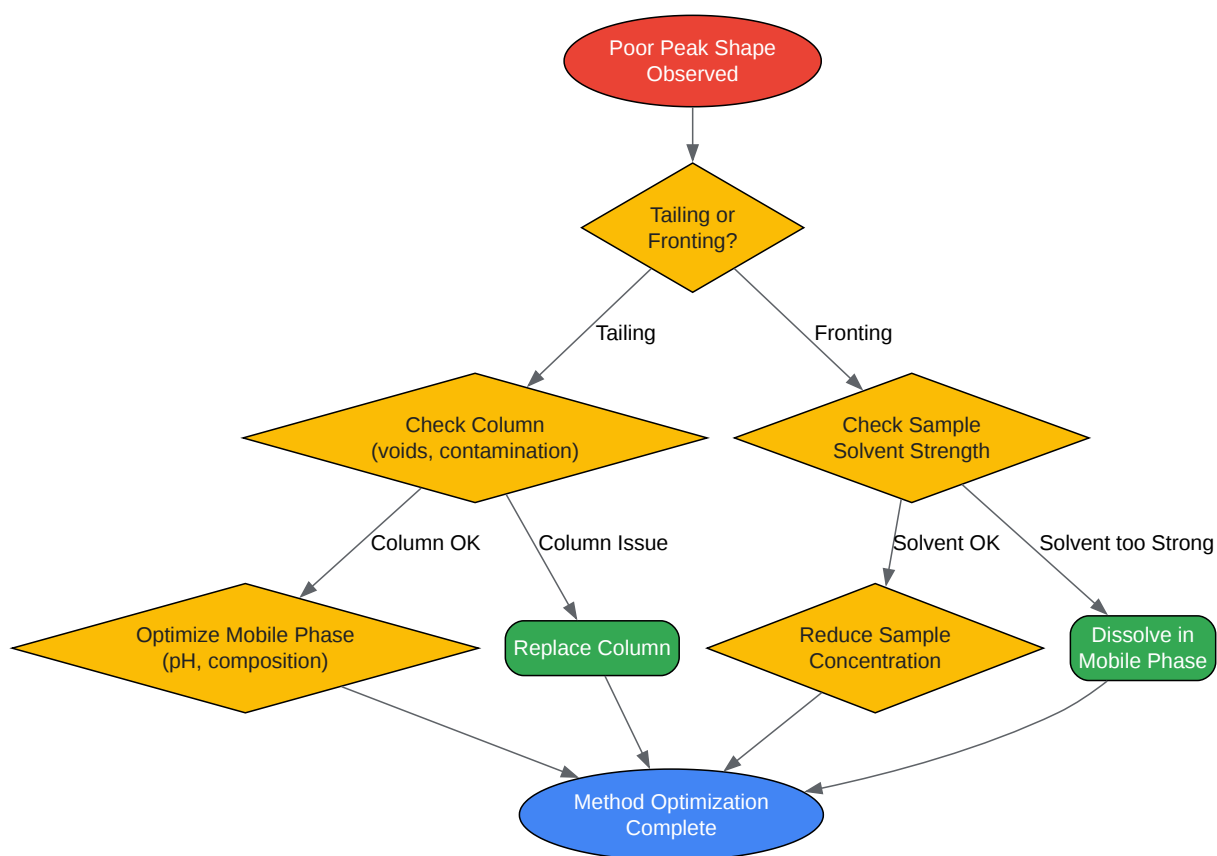 Poor Peak Shape
Observed
Tailing or
Fronting?
Tailing
Fronting
Check Column
(voids, contamination)
Check Sample
Solvent Strength
Column OK
Column Issue
Solvent OK
Solvent too Strong
Optimize Mobile Phase
(pH, composition)
Replace Column
Reduce Sample
Concentration
Dissolve in
Mobile Phase
Method Optimization
Complete